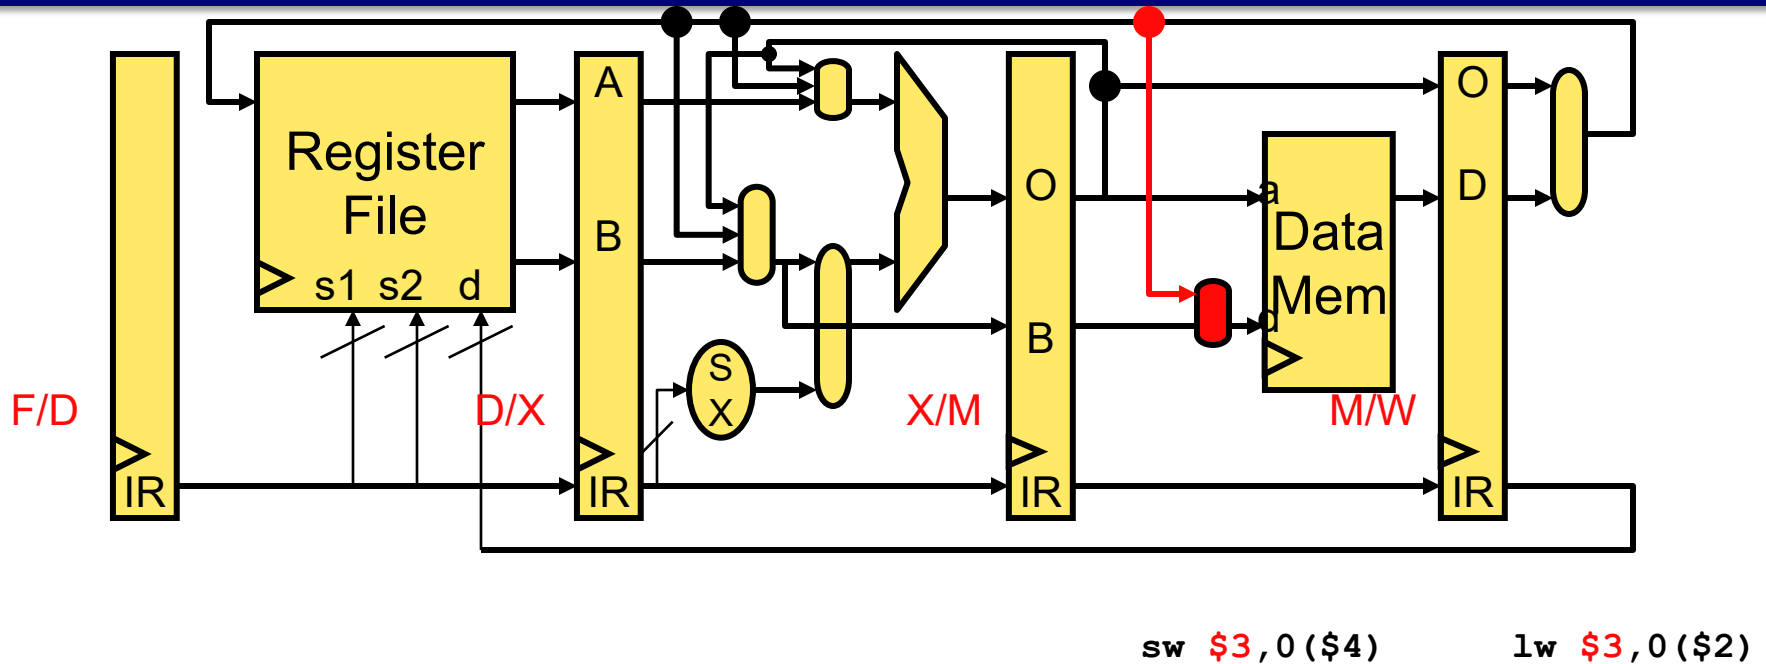 Register
File
s1 s2 d
F/D
IR
D/X
A
B
IR
S
X
X/M
O
B
IR
a
Data
Mem
d
M/W
O
D
IR
sw $3,0($4)
lw $3,0($2)